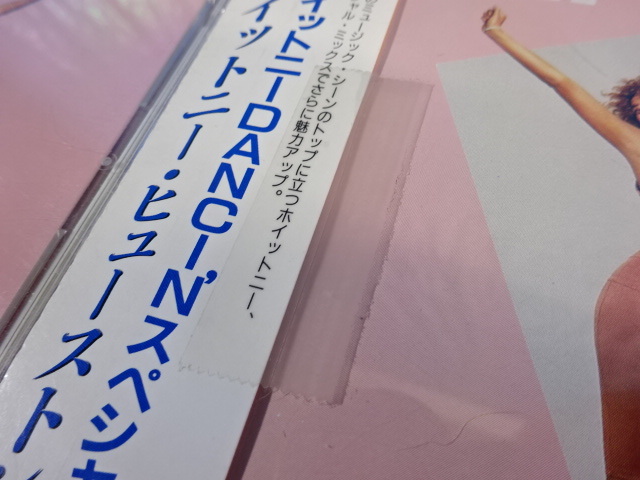 のミュージック・シーンのトップに立つホイットニー、
シャル・ミックスでさらに魅力アップ。
イットニーDANCIN'スペシャ
イットニー・ヒュースト